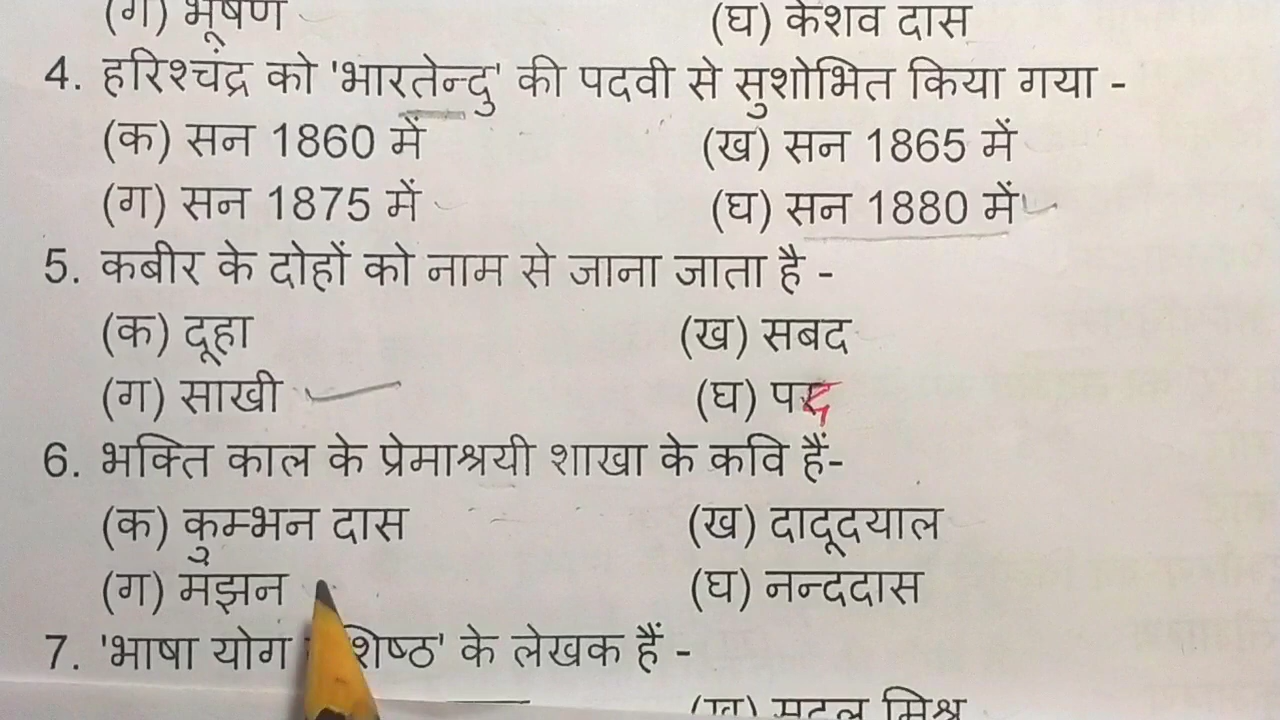 (ग) भूषण (घ) केशव दास
4. हरिश्चंद्र को 'भारतेन्दु' की पदवी से सुशोभित किया गया -
(क) सन 1860 में (ख) सन 1865 में
(ग) सन 1875 में (घ) सन 1880 में
5. कबीर के दोहों को नाम से जाना जाता है -
(क) दूहा (ख) सबद
(ग) साखी (घ) पद
6. भक्ति काल के प्रेमाश्रयी शाखा के कवि हैं-
(क) कुम्भन दास (ख) दादूदयाल
(ग) मंझन (घ) नन्ददास
7. 'भाषा योग के लेखक हैं -
(ख) सदल मिश्र